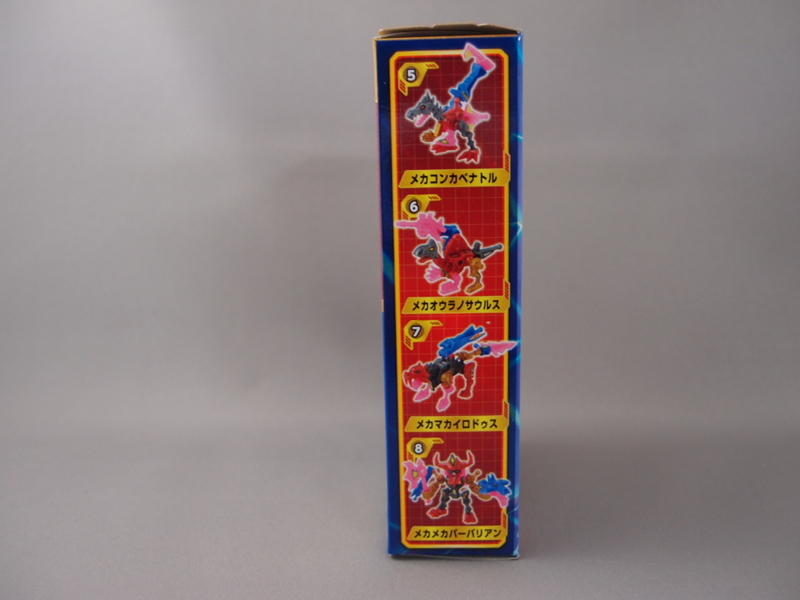 5
メカコンカベナトル
6
メカオウラノサウルス
7
メカマカイロドゥス
8
メカメカバーバリアン